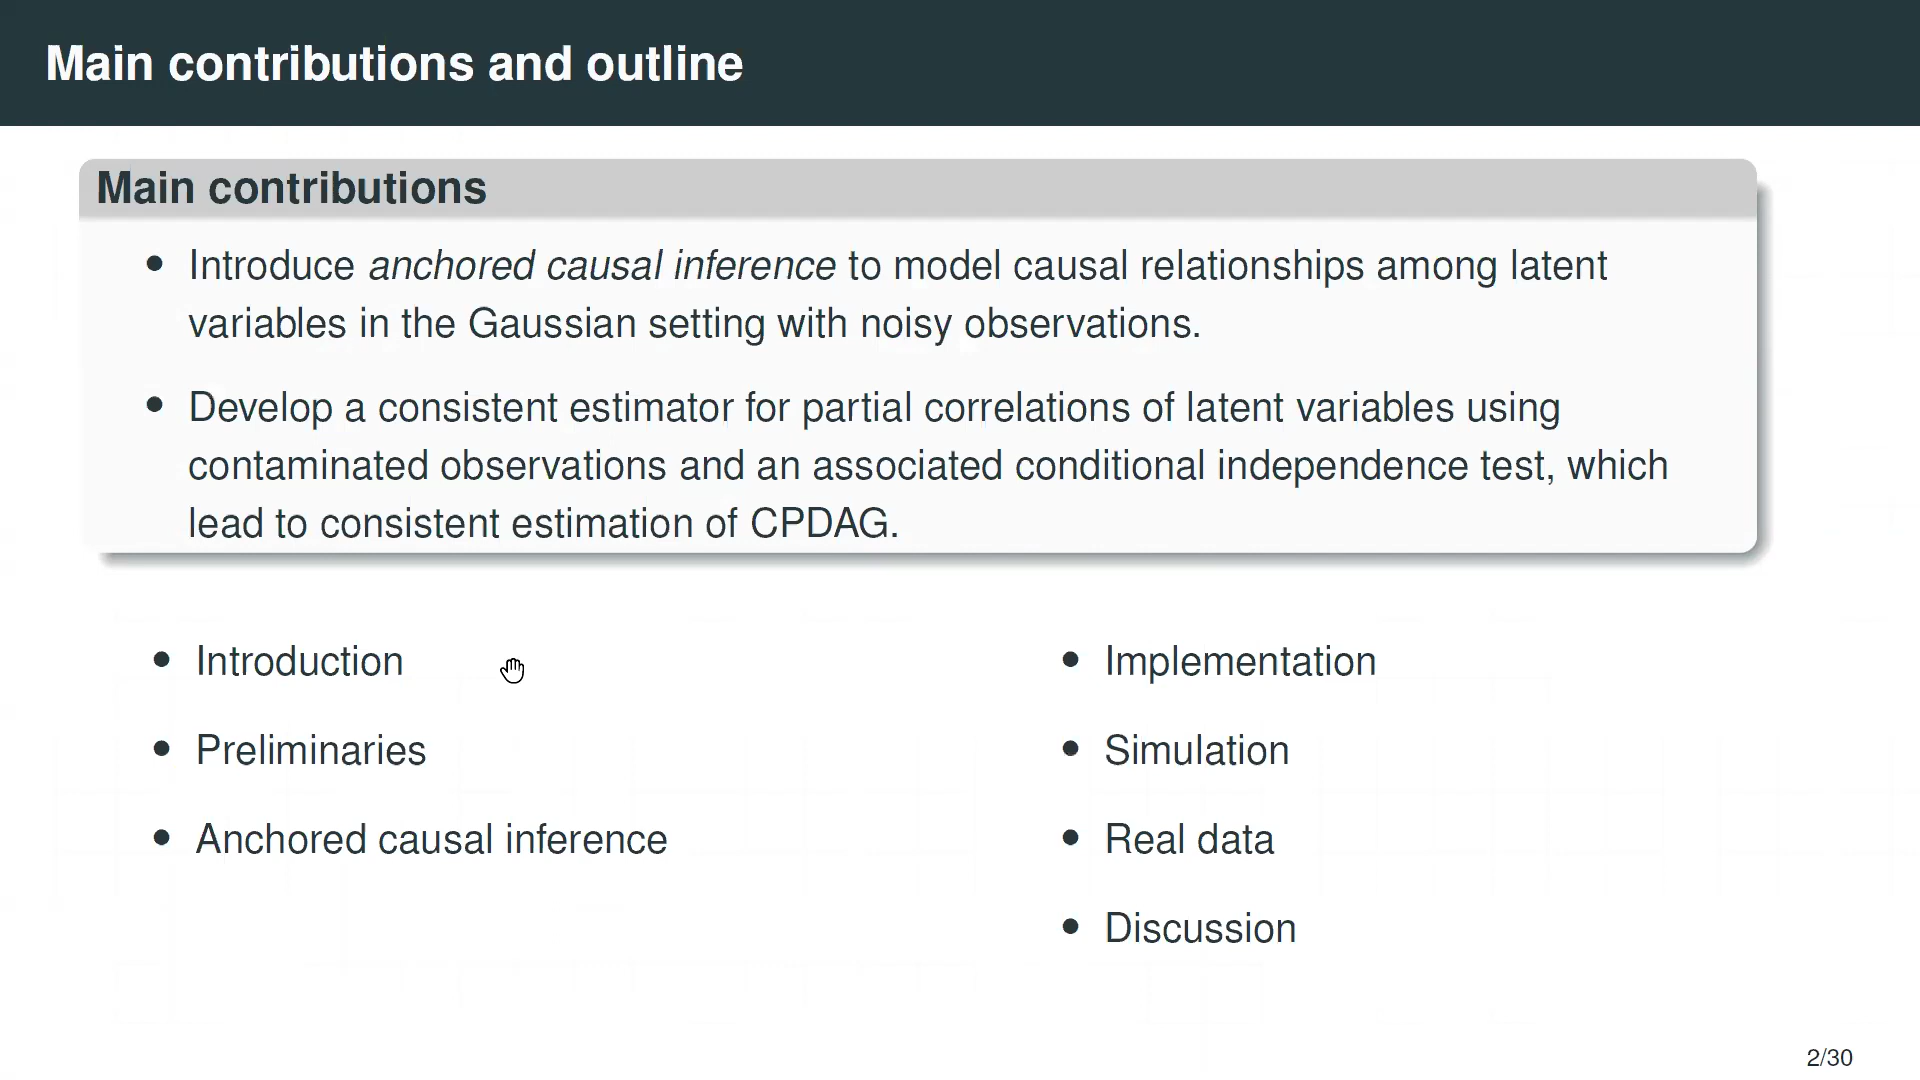 Main contributions and outline
Main contributions
• Introduce anchored causal inference to model causal relationships among latent
variables in the Gaussian setting with noisy observations.
• Develop a consistent estimator for partial correlations of latent variables using
contaminated observations and an associated conditional independence test, which
lead to consistent estimation of CPDAG.
• Introduction
• Preliminaries
• Anchored causal inference
• Implementation
• Simulation
• Real data
• Discussion
2/30